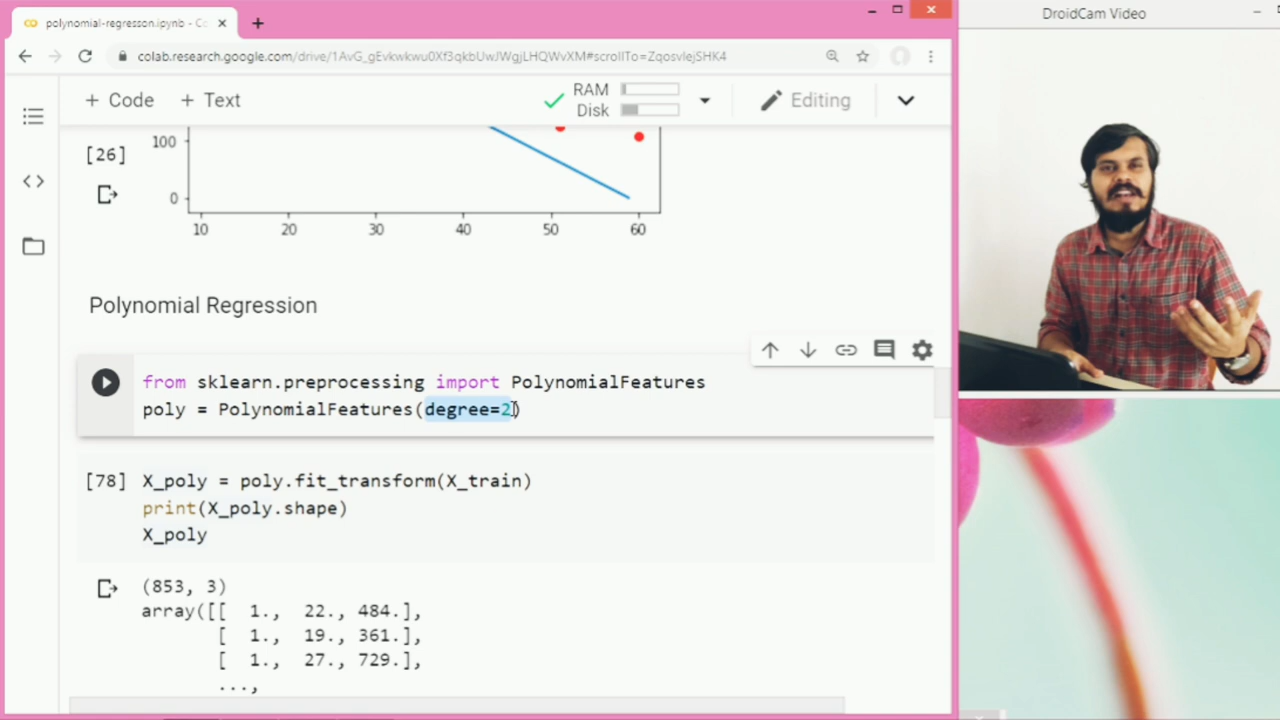 polynomial-regresson.ipynb - Co
DroidCam Video
colab.research.google.com/drive/1AvG_gEvkwkwu0Xf3qkbUwJWgjLHQWvXM#scrollTo=ZqosvlejSHK4
+ Code + Text
RAM
Disk
Editing
100
[26]
0
10 20 30 40 50 60
Polynomial Regression
from sklearn.preprocessing import PolynomialFeatures
poly = PolynomialFeatures(degree=2)
[78] X_poly = poly.fit_transform(X_train)
print(X_poly.shape)
X_poly
(853, 3)
array([[ 1., 22., 484.],
[ 1., 19., 361.],
[ 1., 27., 729.],
...,